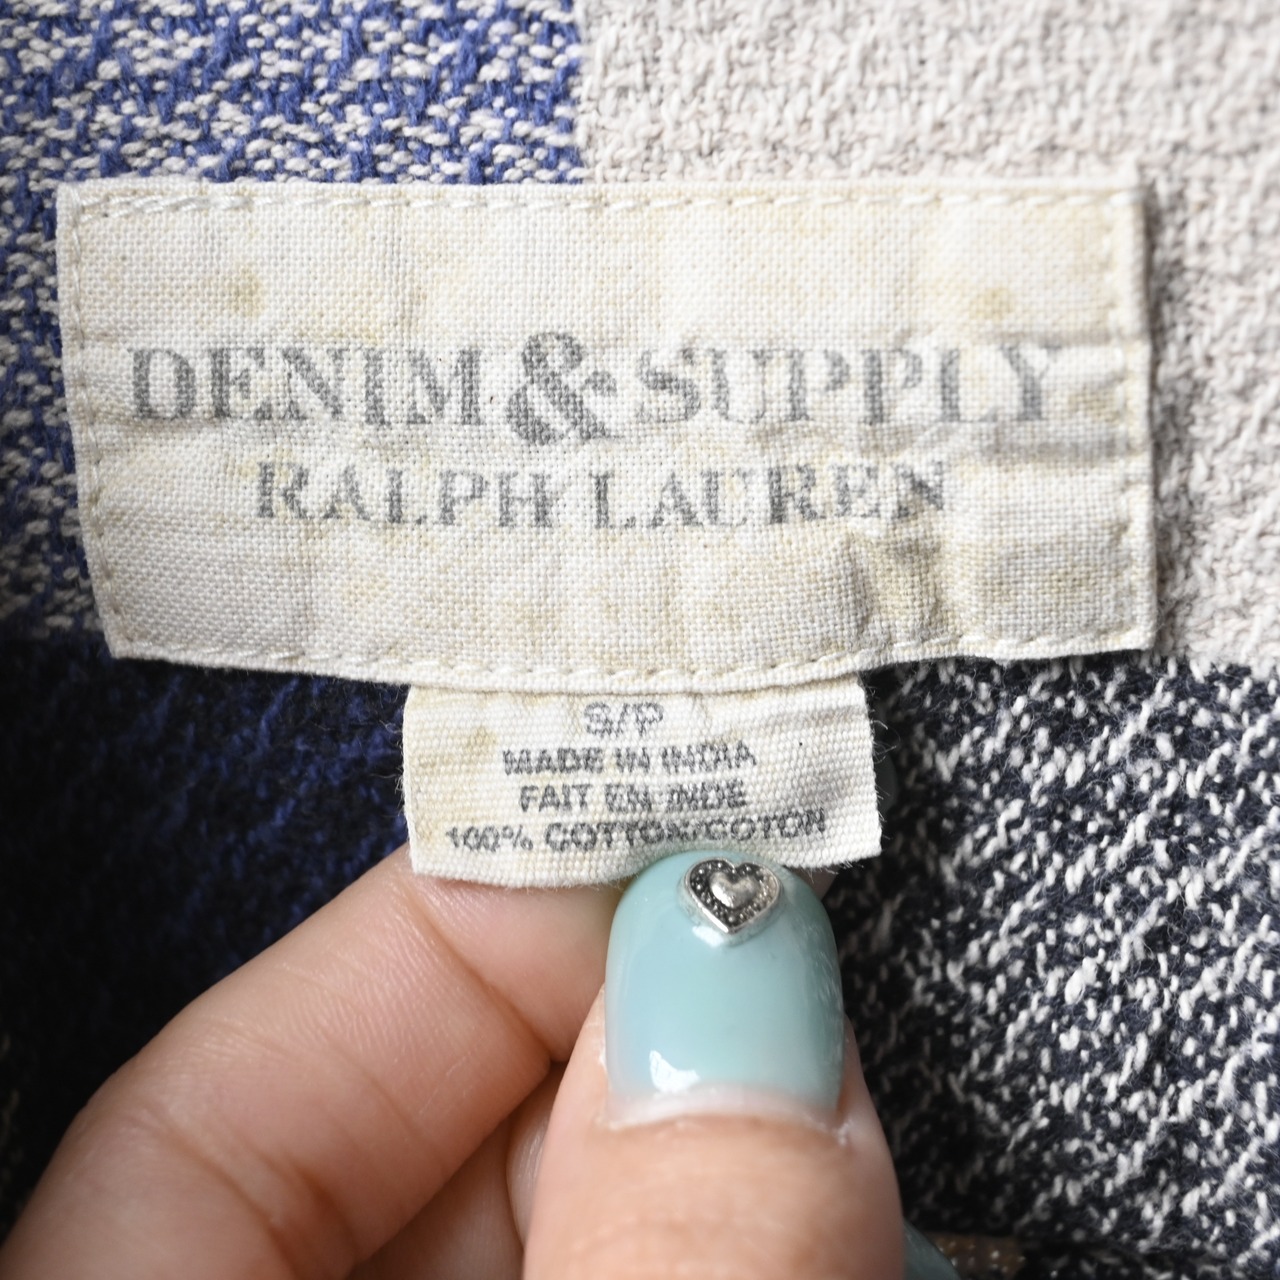 DENIM & SUPPLY
RALPH LAUREN
S/P
MADE IN INDIA
FAIT EN INDE
100% COTTON/COTON